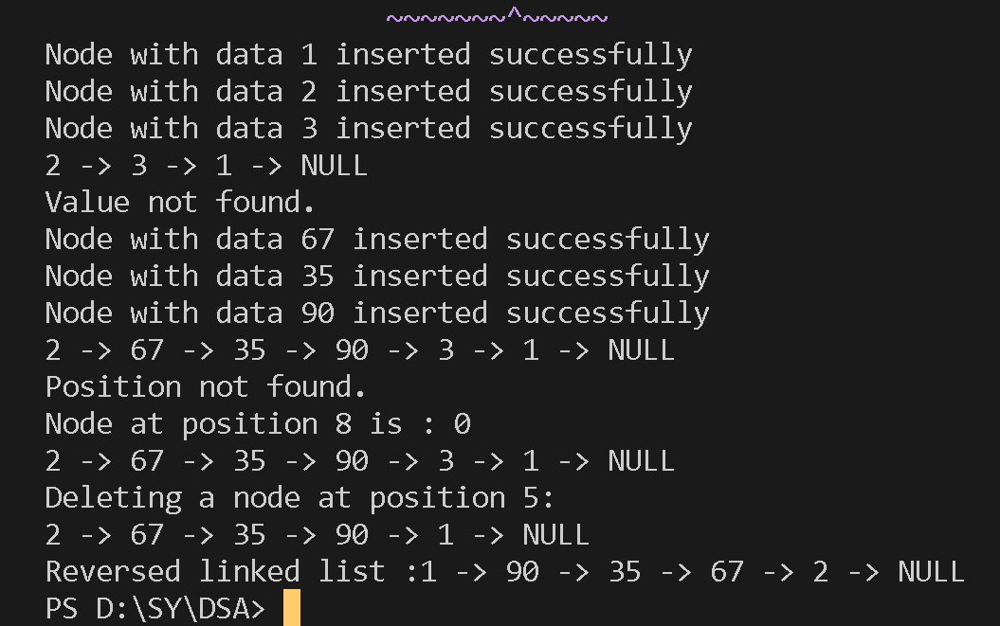 ~~~~~~~^~~~~~
Node with data 1 inserted successfully
Node with data 2 inserted successfully
Node with data 3 inserted successfully
2 -> 3 -> 1 -> NULL
Value not found.
Node with data 67 inserted successfully
Node with data 35 inserted successfully
Node with data 90 inserted successfully
2 -> 67 -> 35 -> 90 -> 3 -> 1 -> NULL
Position not found.
Node at position 8 is : 0
2 -> 67 -> 35 -> 90 -> 3 -> 1 -> NULL
Deleting a node at position 5:
2 -> 67 -> 35 -> 90 -> 1 -> NULL
Reversed linked list :1 -> 90 -> 35 -> 67 -> 2 -> NULL
PS D:\SY\DSA>